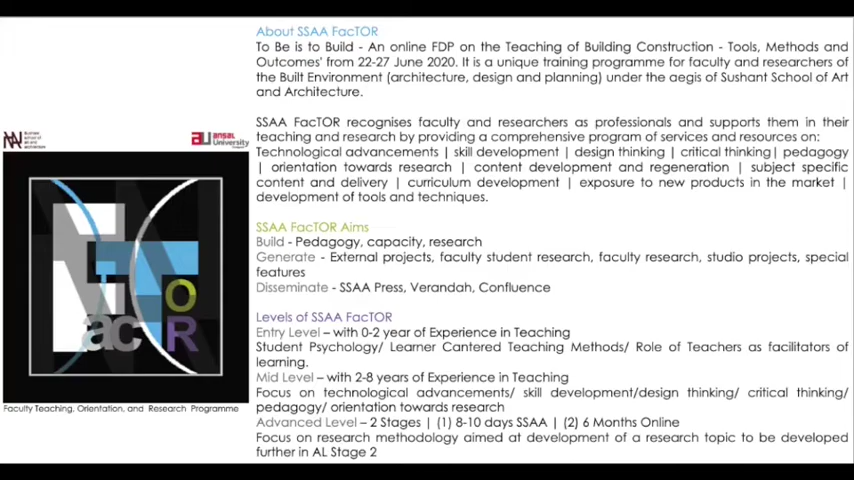 About SSAA FacTOR
To Be is to Build - An online FDP on the Teaching of Building Construction - Tools, Methods and
Outcomes' from 22-27 June 2020. It is a unique training programme for faculty and researchers of
the Built Environment (architecture, design and planning) under the aegis of Sushant School of Art
and Architecture.
SSAA FacTOR recognises faculty and researchers as professionals and supports them in their
teaching and research by providing a comprehensive program of services and resources on:
Technological advancements | skill development | design thinking | critical thinking| pedagogy
| orientation towards research | content development and regeneration | subject specific
content and delivery | curriculum development | exposure to new products in the market |
development of tools and techniques.
SSAA FacTOR Aims
Build - Pedagogy, capacity, research
Generate - External projects, faculty student research, faculty research, studio projects, special
features
Disseminate - SSAA Press, Verandah, Confluence
Levels of SSAA FacTOR
Entry Level – with 0-2 year of Experience in Teaching
Student Psychology/ Learner Cantered Teaching Methods/ Role of Teachers as facilitators of
learning.
Mid Level – with 2-8 years of Experience in Teaching
Focus on technological advancements/ skill development/design thinking/ critical thinking/
pedagogy/ orientation towards research
Advanced Level – 2 Stages | (1) 8-10 days SSAA | (2) 6 Months Online
Focus on research methodology aimed at development of a research topic to be developed
further in AL Stage 2
ANSAL
University
FacTOR
Faculty Teaching, Orientation, and Research Programme